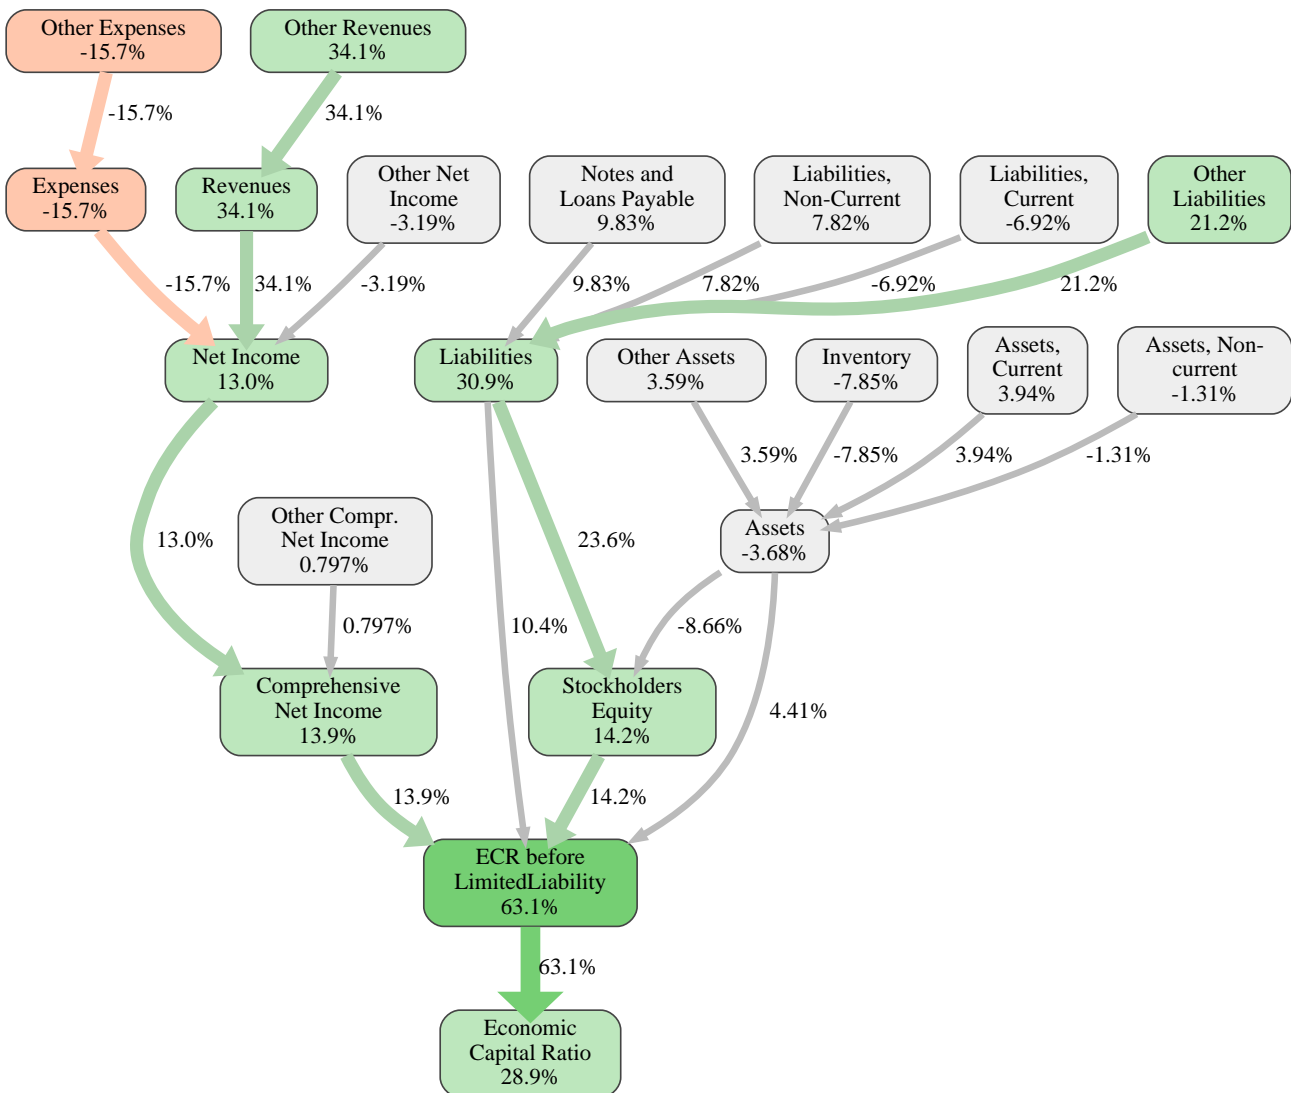 Other Expenses
-15.7%
Other Revenues
34.1%
-15.7%
34.1%
Expenses
-15.7%
Revenues
34.1%
Other Net
Income
-3.19%
Notes and
Loans Payable
9.83%
Liabilities,
Non-Current
7.82%
Liabilities,
Current
-6.92%
Other
Liabilities
21.2%
-15.7%
34.1%
-3.19%
9.83%
7.82%
-6.92%
21.2%
Net Income
13.0%
Liabilities
30.9%
Other Assets
3.59%
Inventory
-7.85%
Assets,
Current
3.94%
Assets, Non-
current
-1.31%
3.59%
-7.85%
3.94%
-1.31%
13.0%
Other Compr.
Net Income
0.797%
23.6%
Assets
-3.68%
0.797%
10.4%
-8.66%
4.41%
Comprehensive
Net Income
13.9%
Stockholders
Equity
14.2%
13.9%
14.2%
ECR before
LimitedLiability
63.1%
63.1%
Economic
Capital Ratio
28.9%